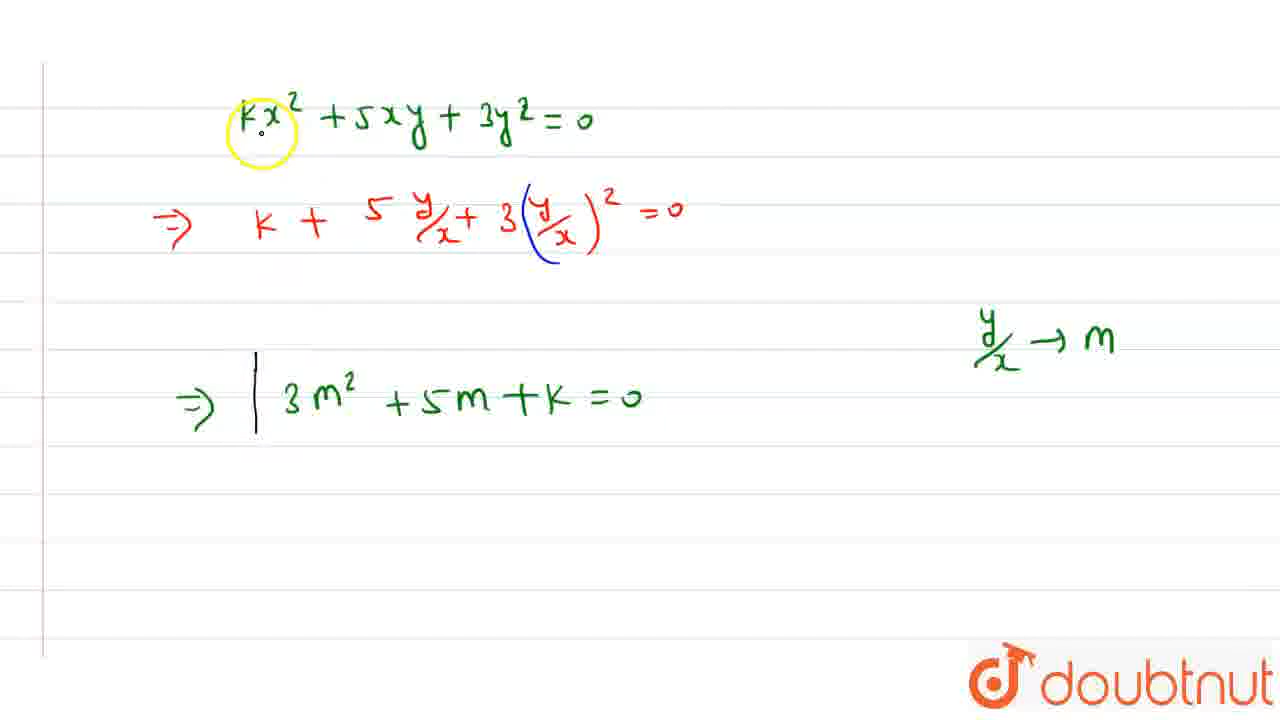 kx² + 5xy + 3y² = 0
⇒ k + 5 y/x + 3(y/x)² = 0
y/x → m
⇒ | 3m² + 5m + k = 0
doubtnut